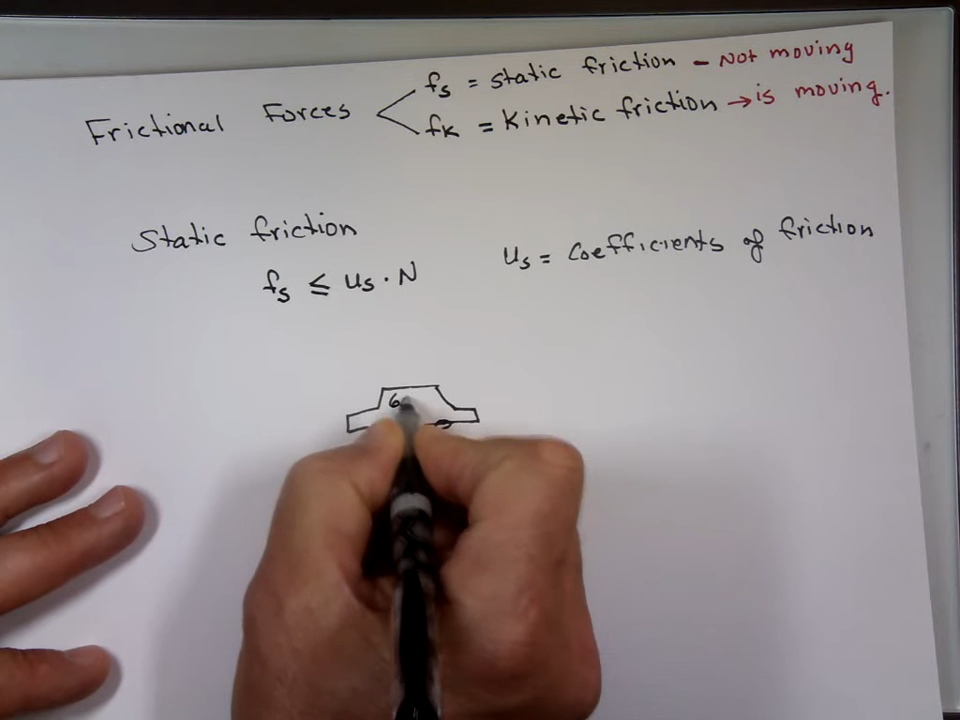 Frictional Forces
fs = static friction - Not moving
fk = Kinetic friction → is moving.
Static friction
us = coefficients of friction
fs ≤ us · N
6